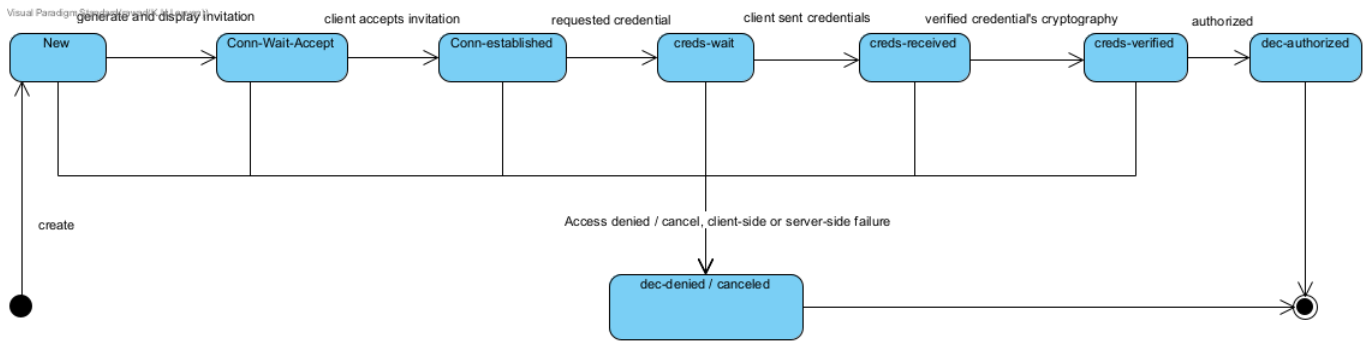 Visual Paradigm Standard
generate and display invitation
client accepts invitation
requested credential
client sent credentials
verified credential's cryptography
authorized
New
Conn-Wait-Accept
Conn-established
creds-wait
creds-received
creds-verified
dec-authorized
create
Access denied / cancel, client-side or server-side failure
dec-denied / canceled